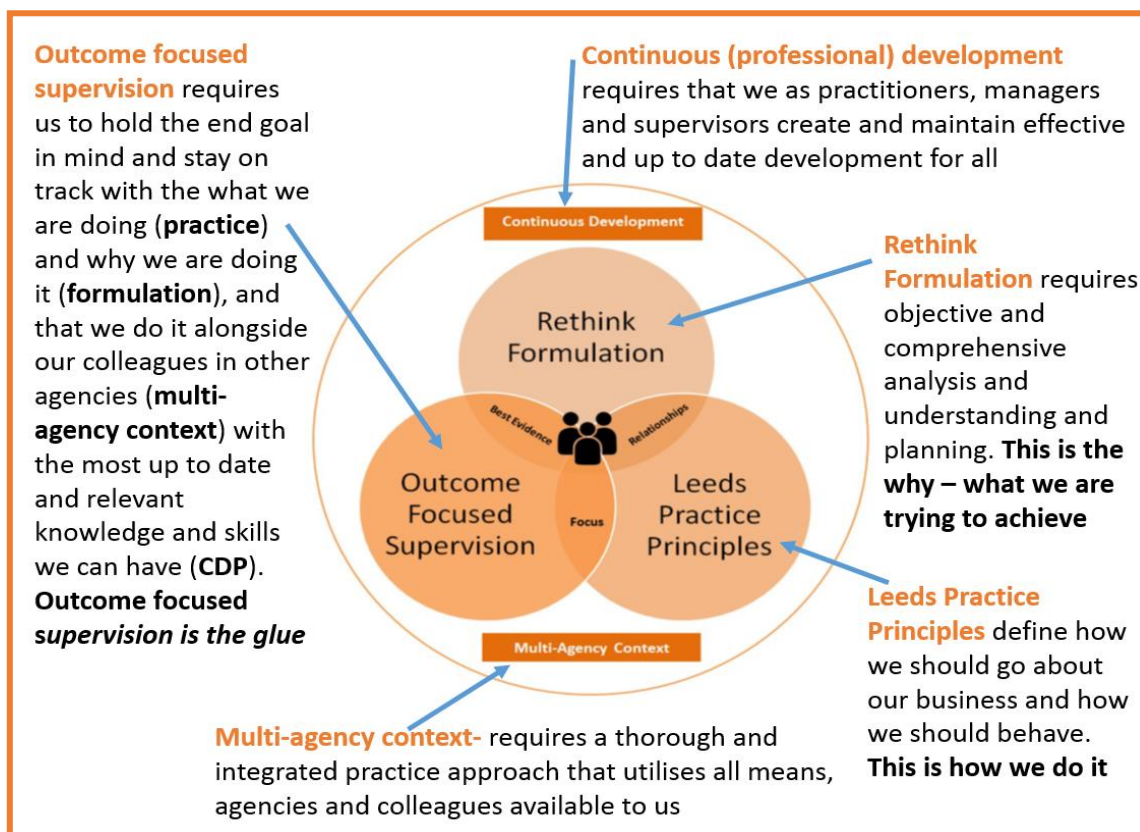 Outcome focused
supervision requires
us to hold the end goal
in mind and stay on
track with the what we
are doing (practice)
and why we are doing
it (formulation), and
that we do it alongside
our colleagues in other
agencies (multi-
agency context) with
the most up to date
and relevant
knowledge and skills
we can have (CDP).
Outcome focused
supervision is the glue
Continuous (professional) development
requires that we as practitioners, managers
and supervisors create and maintain effective
and up to date development for all
Continuous Development
Rethink
Formulation
Best Evidence
Relationships
Outcome
Focused
Supervision
Focus
Leeds
Practice
Principles
Multi-Agency Context
Rethink
Formulation requires
objective and
comprehensive
analysis and
understanding and
planning. This is the
why – what we are
trying to achieve
Leeds Practice
Principles define how
we should go about
our business and how
we should behave.
This is how we do it
Multi-agency context- requires a thorough and
integrated practice approach that utilises all means,
agencies and colleagues available to us